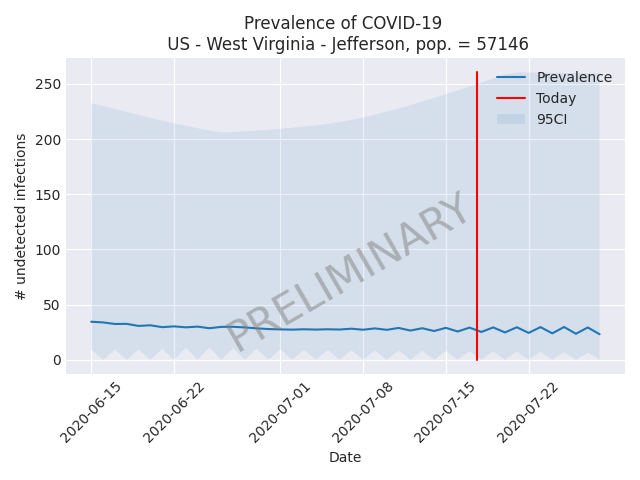 Prevalence of COVID-19
US - West Virginia - Jefferson, pop. = 57146
Prevalence
Today
95CI
250
200
150
100
50
0
# undetected infections
PRELIMINARY
2020-06-15
2020-06-22
2020-07-01
2020-07-08
2020-07-15
2020-07-22
Date